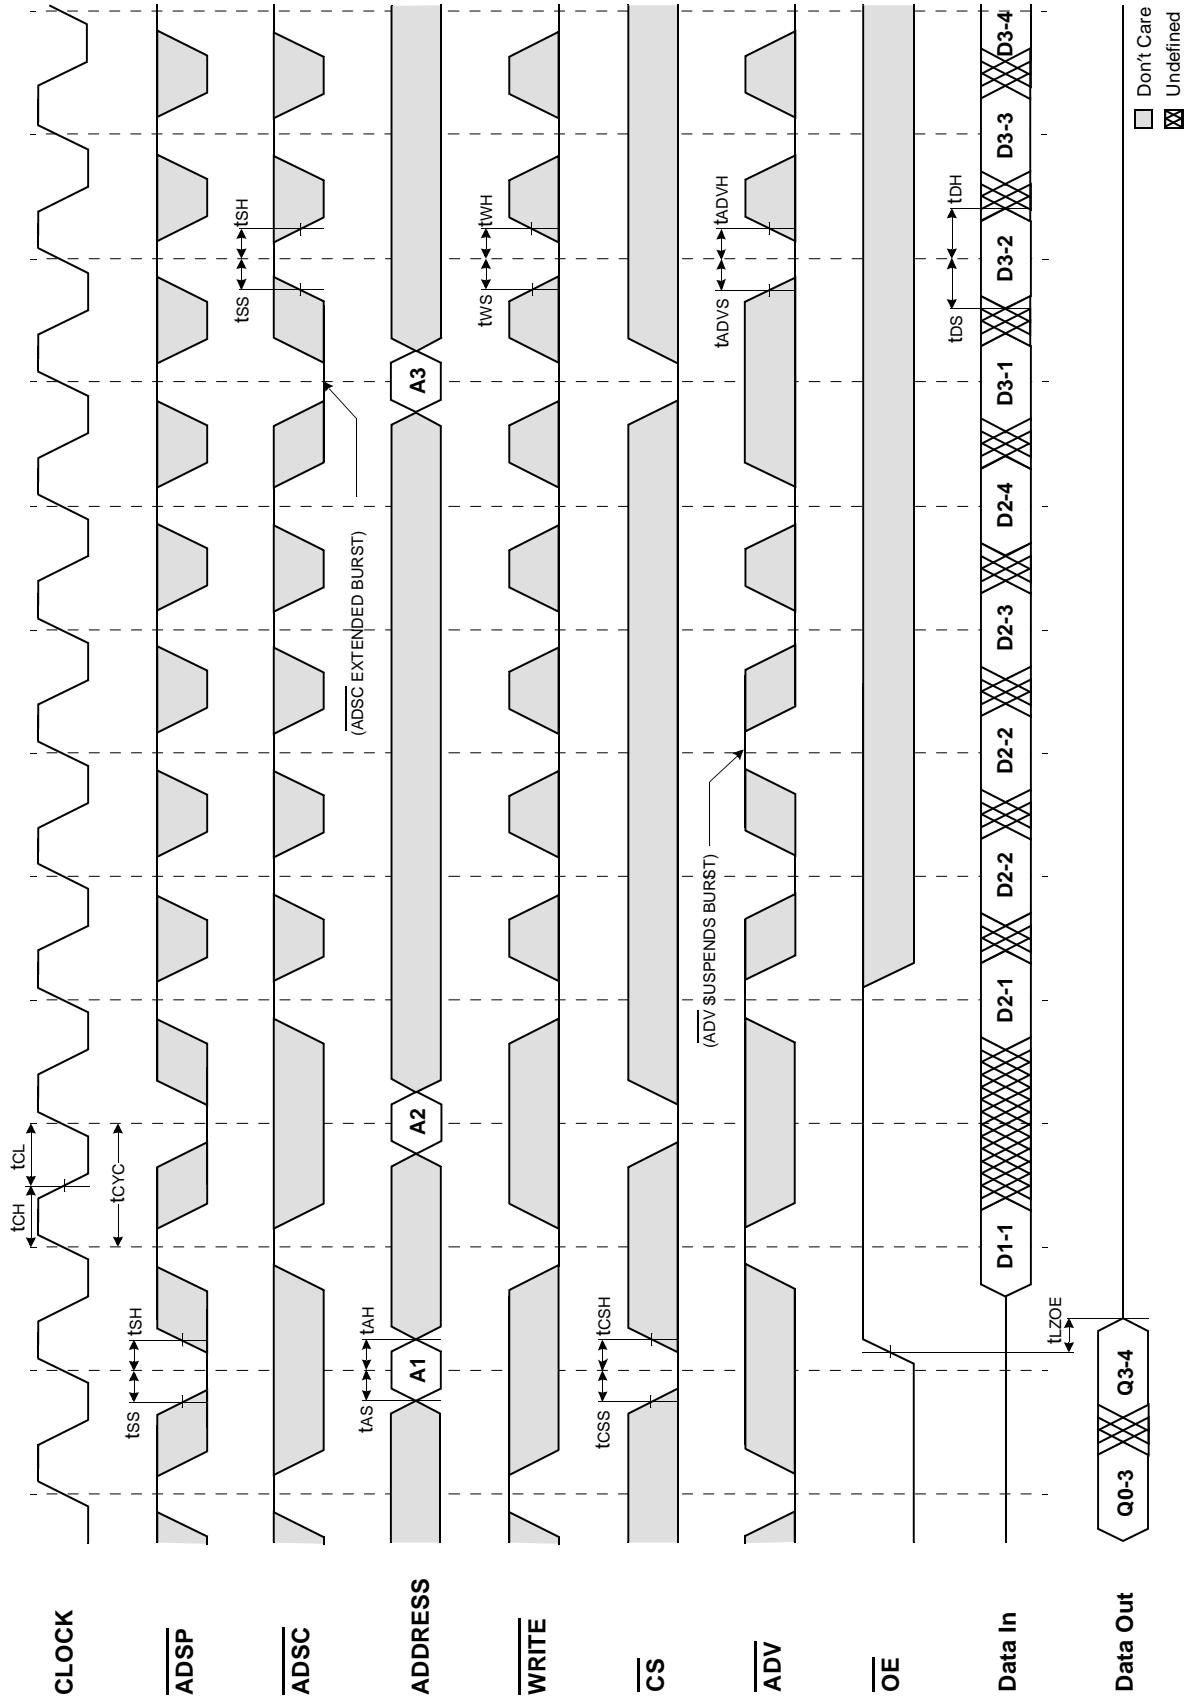 CLOCK
tCH
tCL
tCYC
ADSP
tSS
tSH
ADSC
tSS
tSH
(ADSC EXTENDED BURST)
ADDRESS
tAS
tAH
A1
A2
A3
WRITE
tWS
tWH
CS
tCSS
tCSH
ADV
(ADV SUSPENDS BURST)
tADVS
tADVH
OE
Data In
D1-1
D2-1
D2-2
D2-2
D2-3
D2-4
D3-1
D3-2
D3-3
D3-4
tDS
tDH
tLZOE
Data Out
Q0-3
Q3-4
Don't Care
Undefined